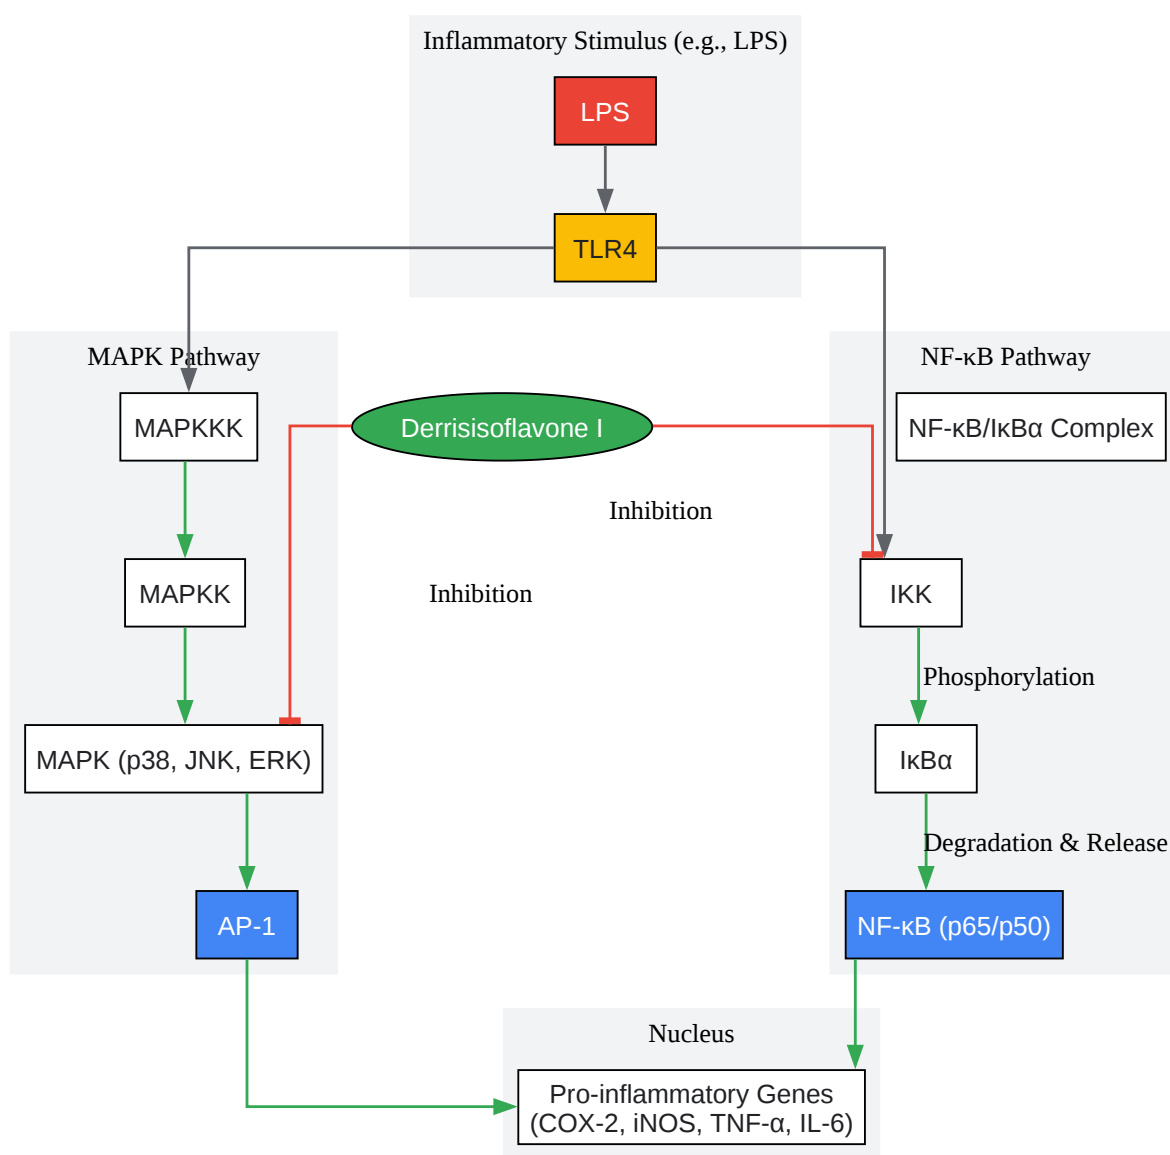 Inflammatory Stimulus (e.g., LPS)
LPS
TLR4
MAPK Pathway
NF-κB Pathway
MAPKKK
Derrisisoflavone I
NF-κB/IκBα Complex
Inhibition
MAPKK
Inhibition
IKK
Phosphorylation
MAPK (p38, JNK, ERK)
IκBα
Degradation & Release
AP-1
NF-κB (p65/p50)
Nucleus
Pro-inflammatory Genes
(COX-2, iNOS, TNF-α, IL-6)